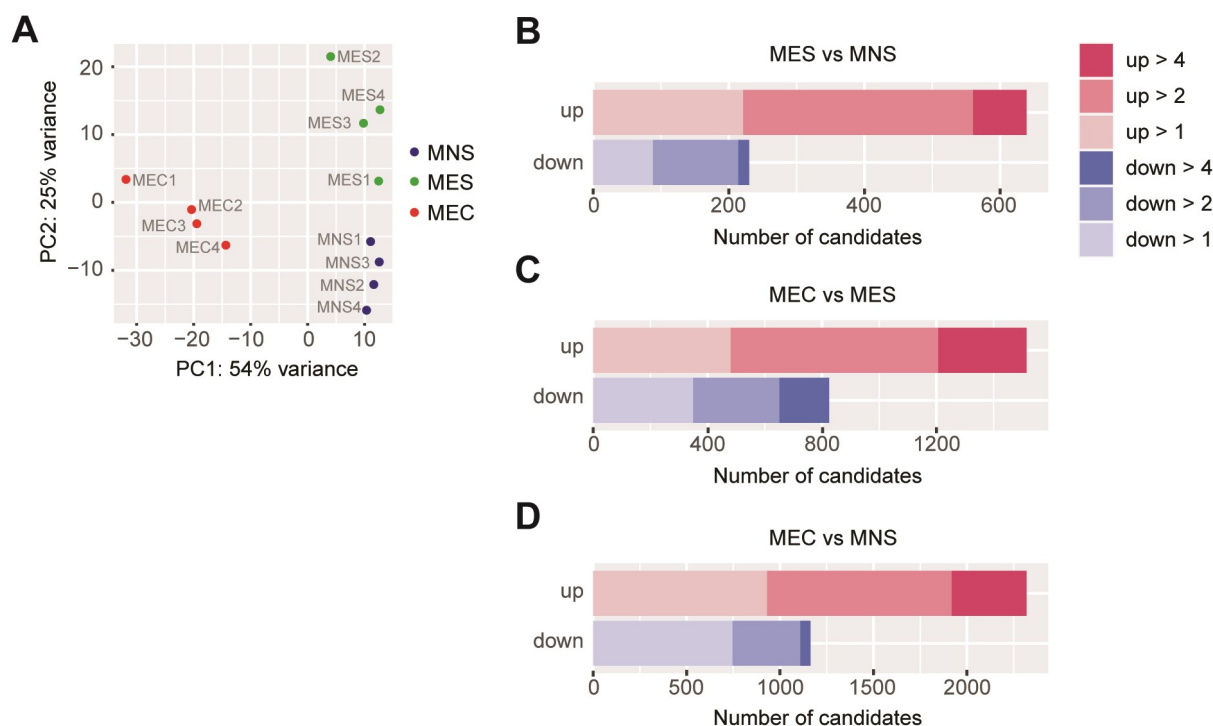 A
20
10
0
−10
PC2: 25% variance
MES2
MES4
MES3
MEC1
MES1
MEC2
MEC3
MEC4
MNS1
MNS3
MNS2
MNS4
−30
−20
−10
0
10
PC1: 54% variance
MNS
MES
MEC
B
MES vs MNS
up
down
0
200
400
600
Number of candidates
up > 4
up > 2
up > 1
down > 4
down > 2
down > 1
C
MEC vs MES
up
down
0
400
800
1200
Number of candidates
D
MEC vs MNS
up
down
0
500
1000
1500
2000
Number of candidates